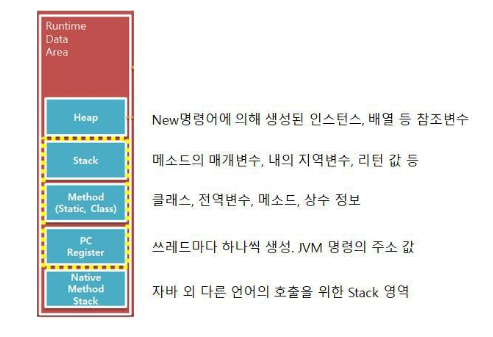 Runtime
Data
Area
Heap
New명령어에 의해 생성된 인스턴스, 배열 등 참조변수
Stack
메소드의 매개변수, 내의 지역변수, 리턴 값 등
Method
(Static, Class)
클래스, 전역변수, 메소드, 상수 정보
PC
Register
쓰레드마다 하나씩 생성. JVM 명령의 주소 값
Native
Method
Stack
자바 외 다른 언어의 호출을 위한 Stack 영역